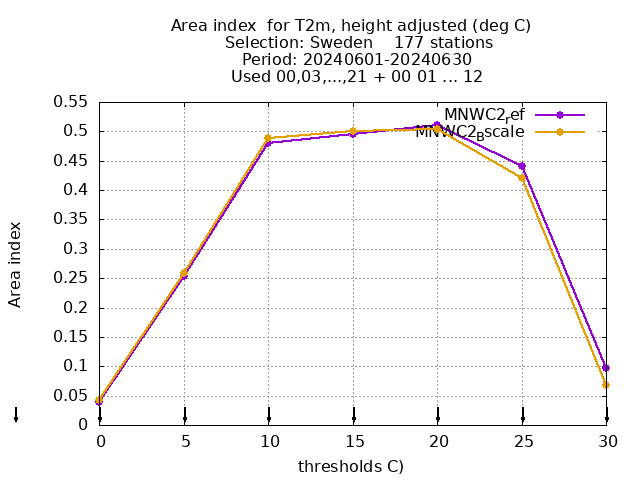 Area index  for T2m, height adjusted (deg C)
Selection: Sweden    177 stations
Period: 20240601-20240630
Used 00,03,...,21 + 00 01 ... 12
MNWC2ref
MNWC2Bscale
0.55
0.5
0.45
0.4
0.35
0.3
0.25
0.2
0.15
0.1
0.05
0
Area index
0 5 10 15 20 25 30
thresholds C)